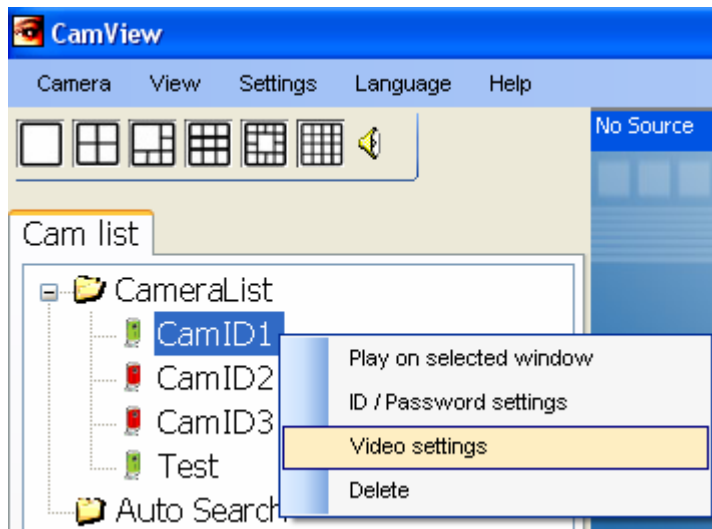 CamView
Camera View Settings Language Help
No Source
Cam list
CameraList
CamID1
Play on selected window
CamID2
ID / Password settings
CamID3
Video settings
Test
Delete
Auto Search